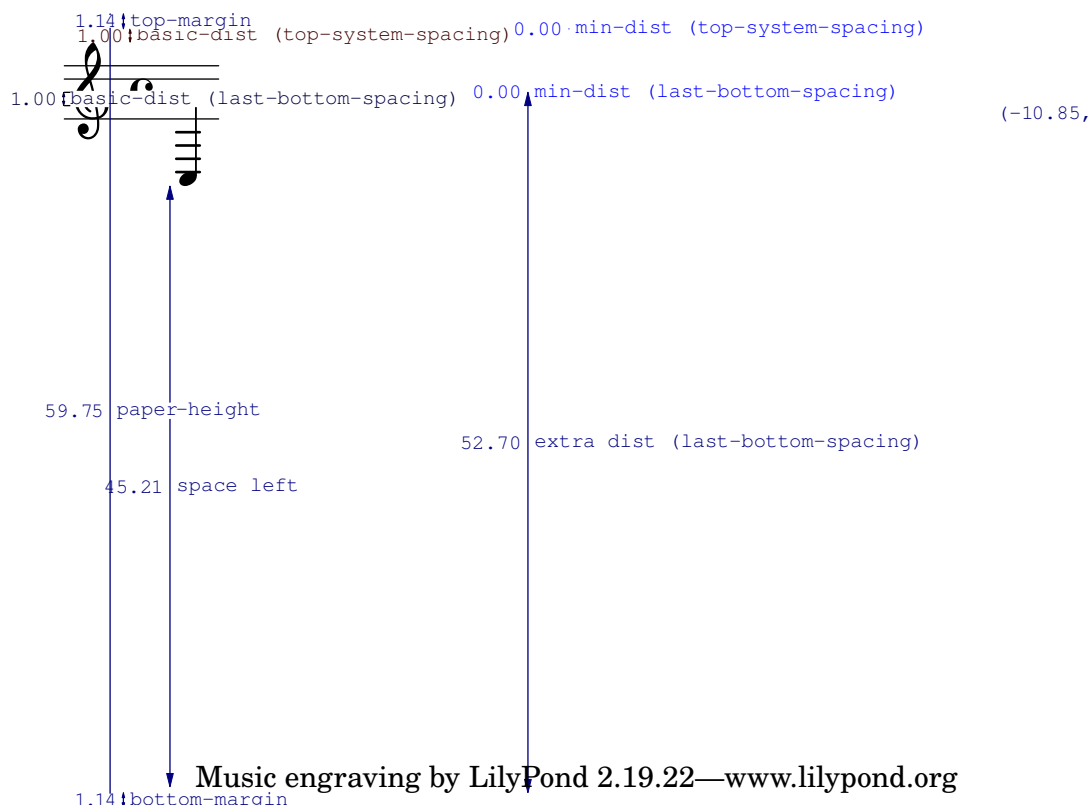 1.14 top-margin
1.00 basic-dist (top-system-spacing) 0.00 min-dist (top-system-spacing)
1.00 basic-dist (last-bottom-spacing) 0.00 min-dist (last-bottom-spacing)
(-10.85,
59.75 paper-height
52.70 extra dist (last-bottom-spacing)
45.21 space left
Music engraving by LilyPond 2.19.22—www.lilypond.org
1.14 bottom-margin